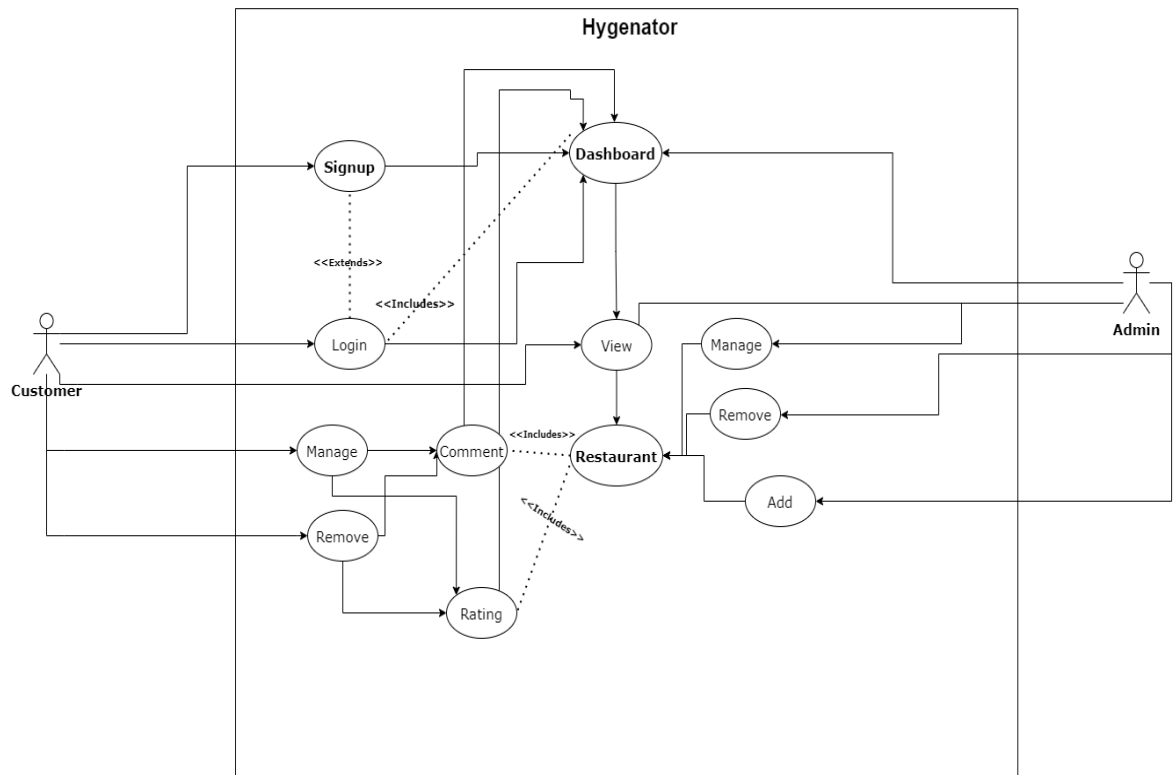 Hygenator
Dashboard
Signup
<<Extends>>
<<Includes>>
Admin
Login
View
Manage
Customer
Remove
<<Includes>>
Manage
Comment
Restaurant
<<Includes>>
Add
Remove
Rating